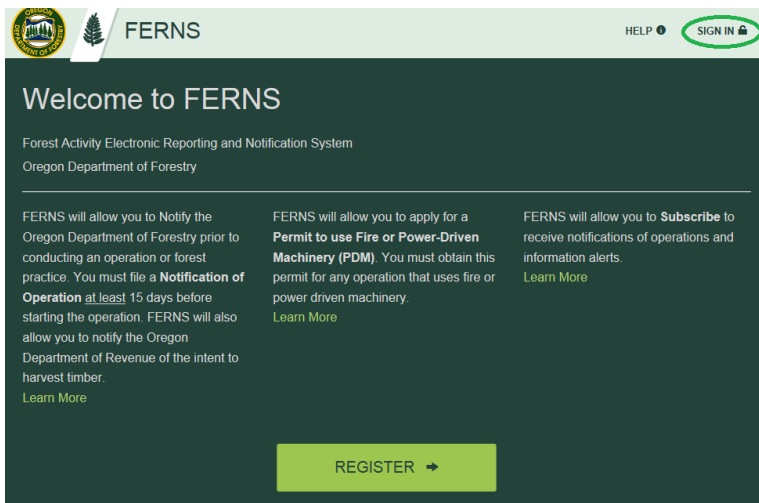 OREGON
DEPARTMENT OF FORESTRY
FERNS
HELP
SIGN IN
Welcome to FERNS
Forest Activity Electronic Reporting and Notification System
Oregon Department of Forestry
FERNS will allow you to Notify the
Oregon Department of Forestry prior to
conducting an operation or forest
practice. You must file a Notification of
Operation at least 15 days before
starting the operation. FERNS will also
allow you to notify the Oregon
Department of Revenue of the intent to
harvest timber.
Learn More
FERNS will allow you to apply for a
Permit to use Fire or Power-Driven
Machinery (PDM). You must obtain this
permit for any operation that uses fire or
power driven machinery.
Learn More
FERNS will allow you to Subscribe to
receive notifications of operations and
information alerts.
Learn More
REGISTER